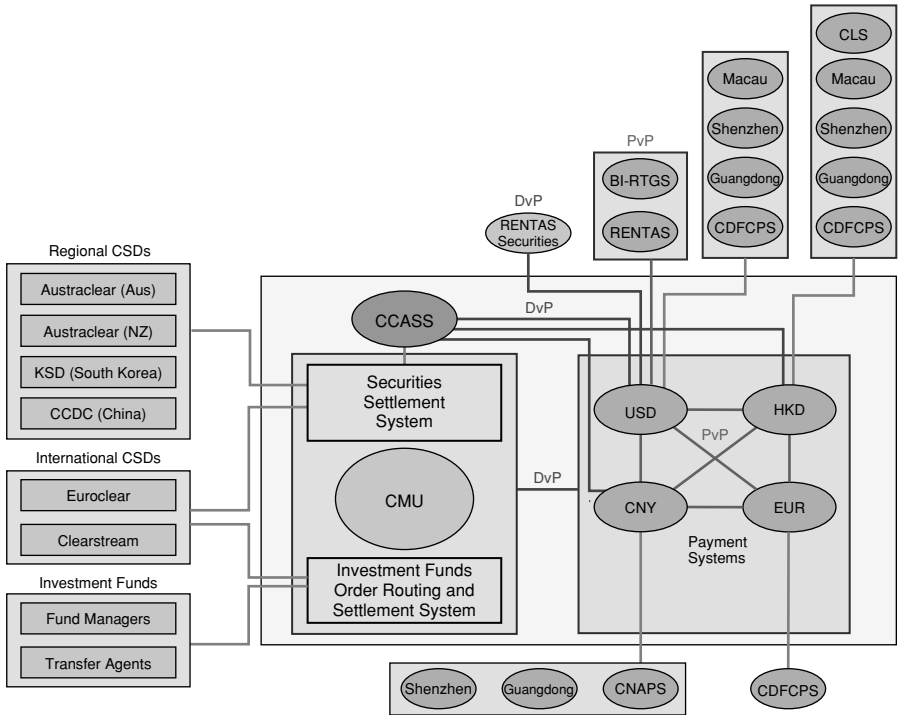 CLS
Macau
Shenzhen
Guangdong
CDFCPS
Macau
Shenzhen
Guangdong
CDFCPS
PvP
BI-RTGS
RENTAS
DvP
RENTAS
Securities
Regional CSDs
Austraclear (Aus)
Austraclear (NZ)
KSD (South Korea)
CCDC (China)
International CSDs
Euroclear
Clearstream
Investment Funds
Fund Managers
Transfer Agents
CCASS
DvP
Securities
Settlement
System
CMU
Investment Funds
Order Routing and
Settlement System
DvP
USD
HKD
PvP
CNY
EUR
Payment
Systems
Shenzhen
Guangdong
CNAPS
CDFCPS